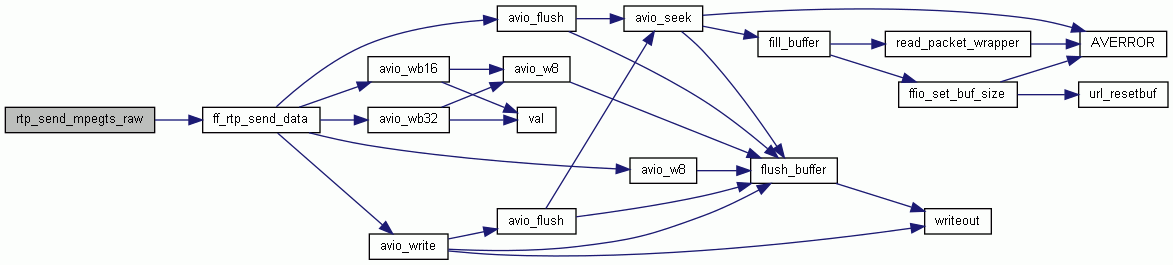 rtp_send_mpegts_raw
ff_rtp_send_data
avio_flush
avio_wb16
avio_wb32
avio_write
avio_w8
val
avio_w8
avio_flush
avio_seek
fill_buffer
flush_buffer
read_packet_wrapper
ffio_set_buf_size
writeout
AVERROR
url_resetbuf